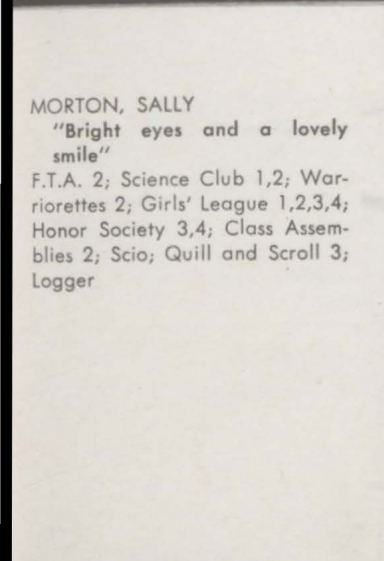 MORTON, SALLY
"Bright eyes and a lovely
smile"
F.T.A. 2; Science Club 1,2; War-
riorettes 2; Girls' League 1,2,3,4;
Honor Society 3,4; Class Assem-
blies 2; Scio; Quill and Scroll 3;
Logger